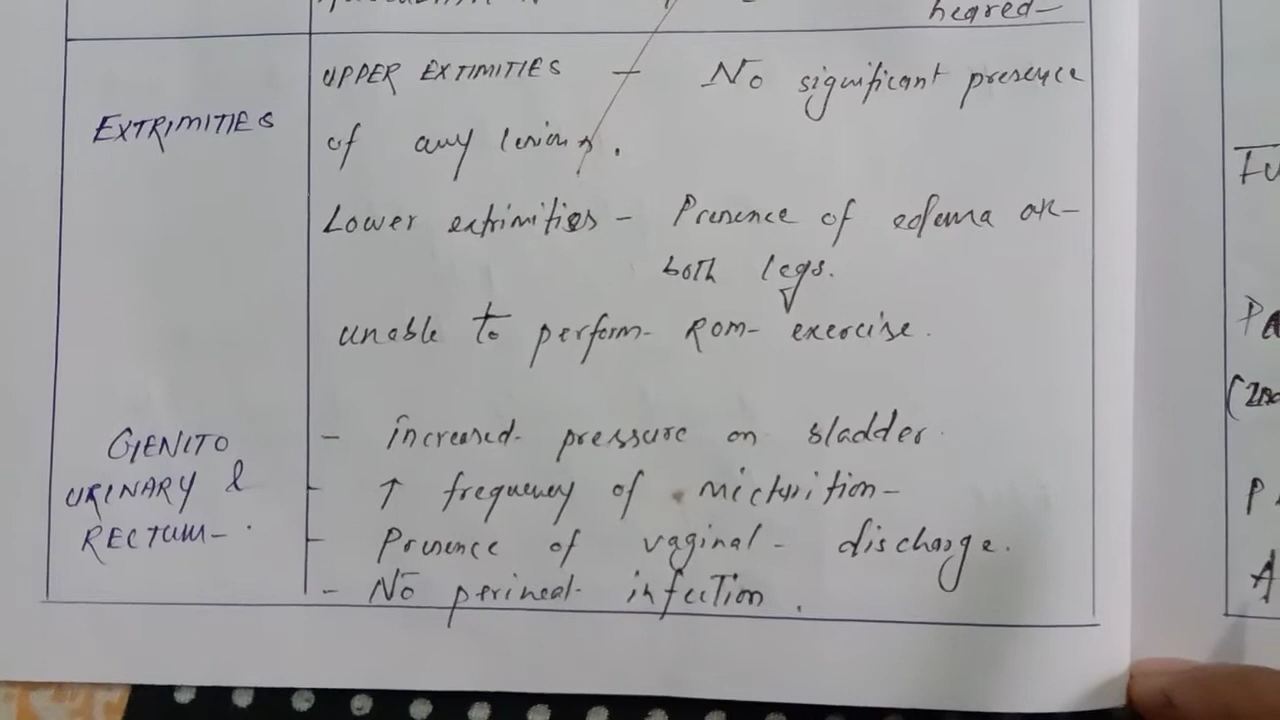 heared-
UPPER EXTIMITIES - No significant presence
EXTRIMITIES
of any lesions.
Lower extrimities - Presence of edema on
both legs.
unable to perform ROM exercise.
GENITO
URINARY &
RECTUM-
- increased pressure on bladder.
- ↑ frequency of micturition-
- Presence of vaginal discharge.
- No perineal infection.